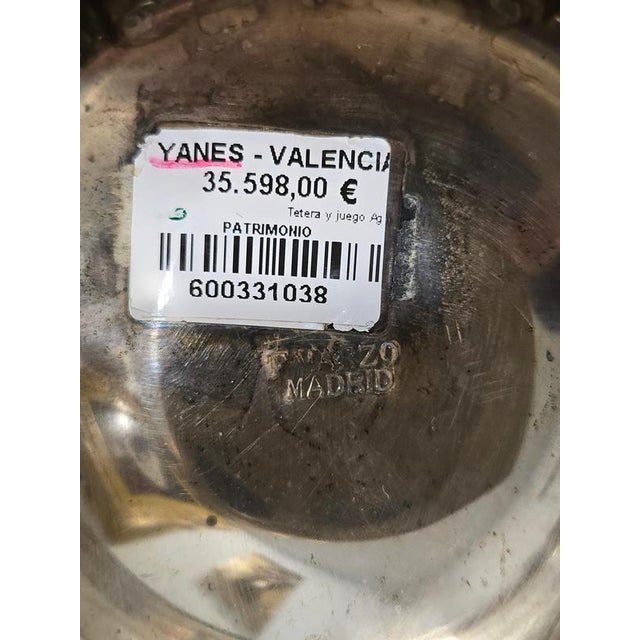 YANES - VALENCIA
35.598,00 €
Tetera y juego Ag
PATRIMONIO
600331038
MADRID